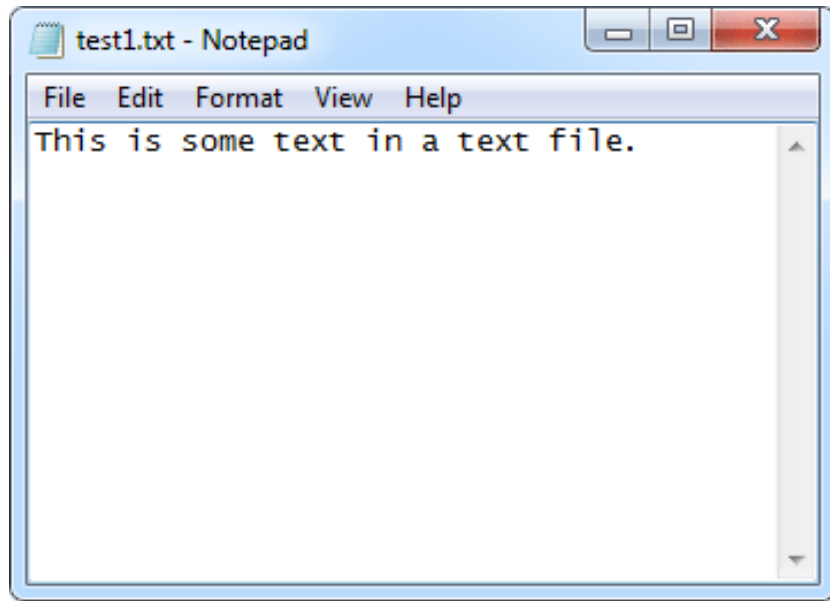 test1.txt - Notepad
File Edit Format View Help
This is some text in a text file.